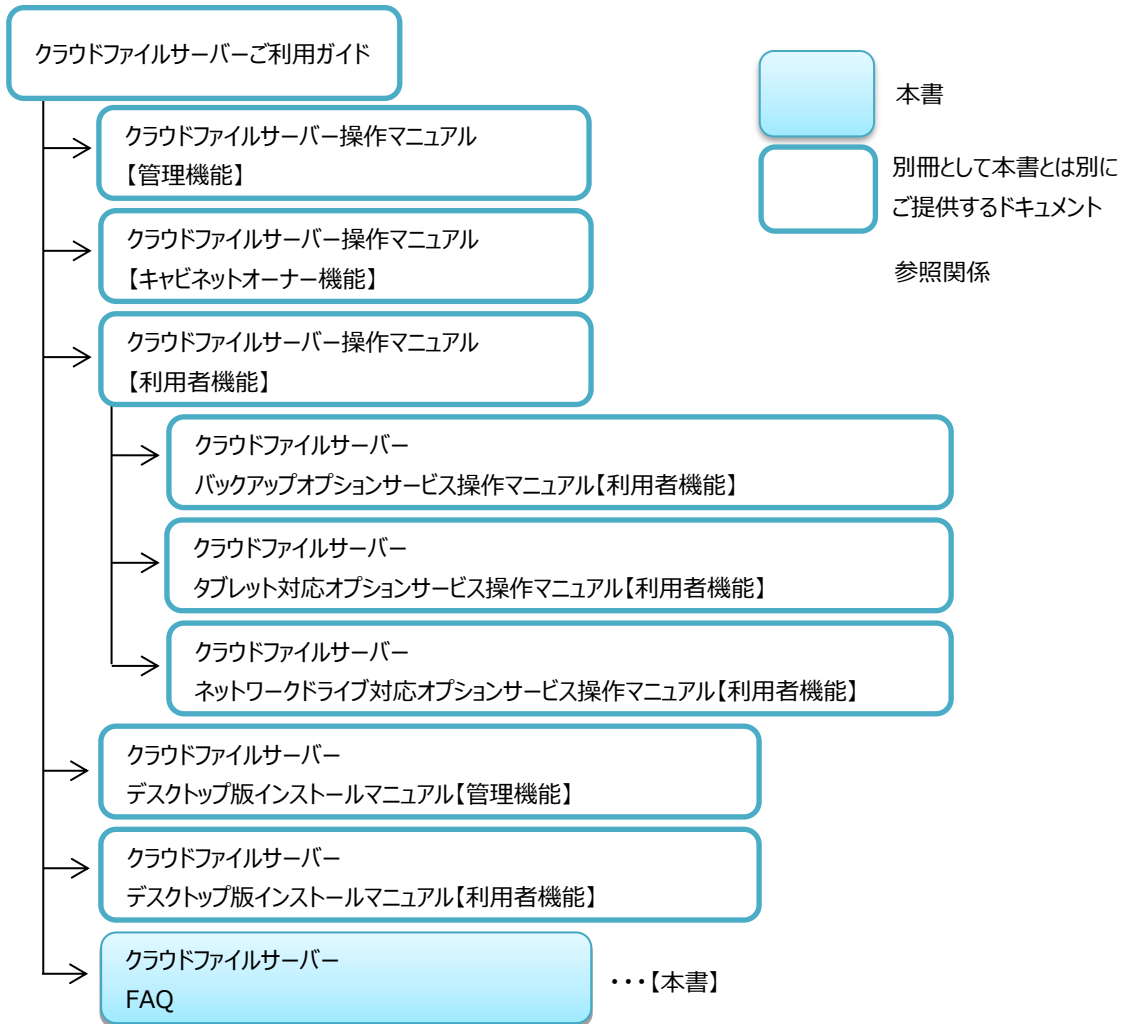 クラウドファイルサーバーご利用ガイド
クラウドファイルサーバー操作マニュアル
【管理機能】
クラウドファイルサーバー操作マニュアル
【キャビネットオーナー機能】
クラウドファイルサーバー操作マニュアル
【利用者機能】
クラウドファイルサーバー
バックアップオプションサービス操作マニュアル【利用者機能】
クラウドファイルサーバー
タブレット対応オプションサービス操作マニュアル【利用者機能】
クラウドファイルサーバー
ネットワークドライブ対応オプションサービス操作マニュアル【利用者機能】
クラウドファイルサーバー
デスクトップ版インストールマニュアル【管理機能】
クラウドファイルサーバー
デスクトップ版インストールマニュアル【利用者機能】
クラウドファイルサーバー
FAQ
・・・【本書】
本書
別冊として本書とは別に
ご提供するドキュメント
参照関係